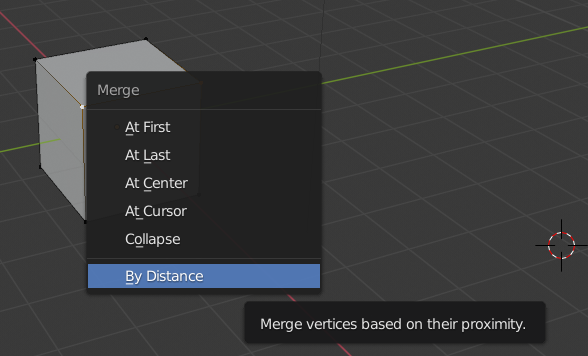 Merge
At First
At Last
At Center
At Cursor
Collapse
By Distance
Merge vertices based on their proximity.